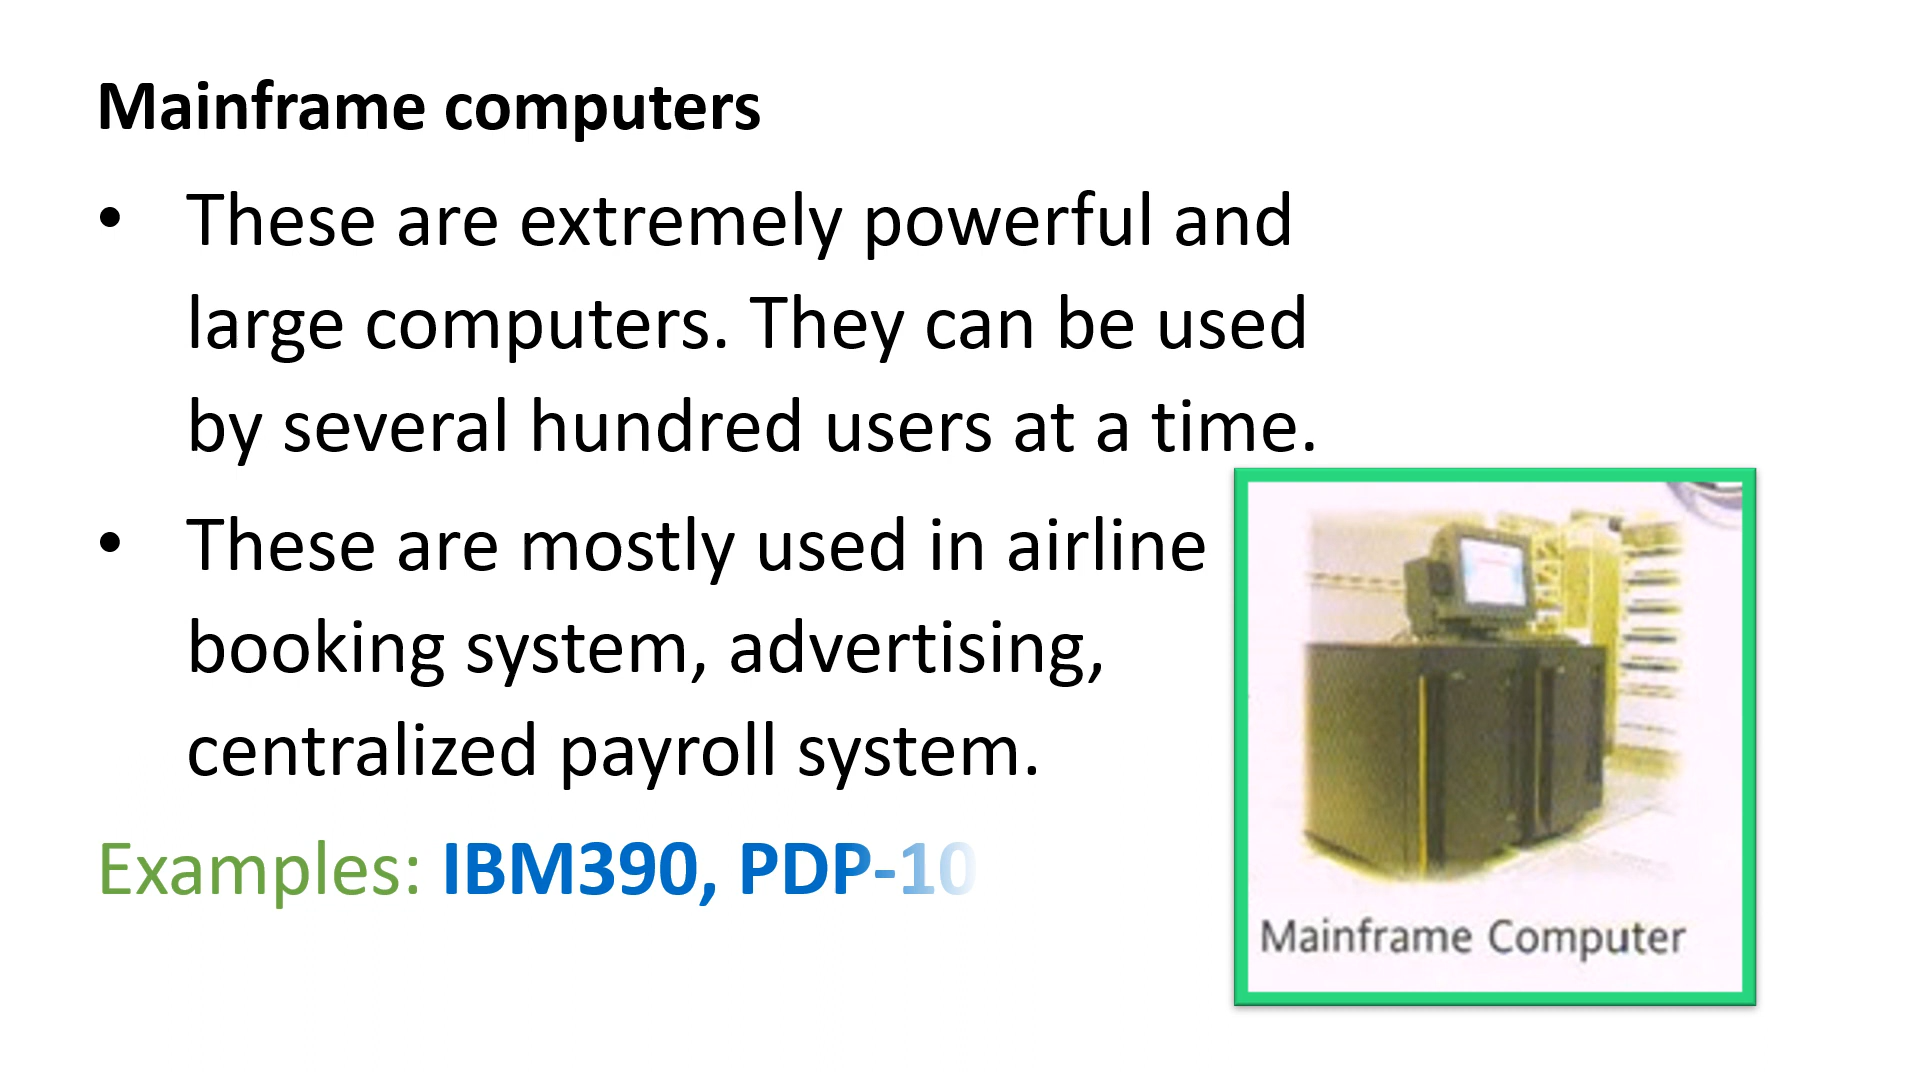 Mainframe computers
• These are extremely powerful and
large computers. They can be used
by several hundred users at a time.
• These are mostly used in airline
booking system, advertising,
centralized payroll system.
Examples: IBM390, PDP-10
Mainframe Computer